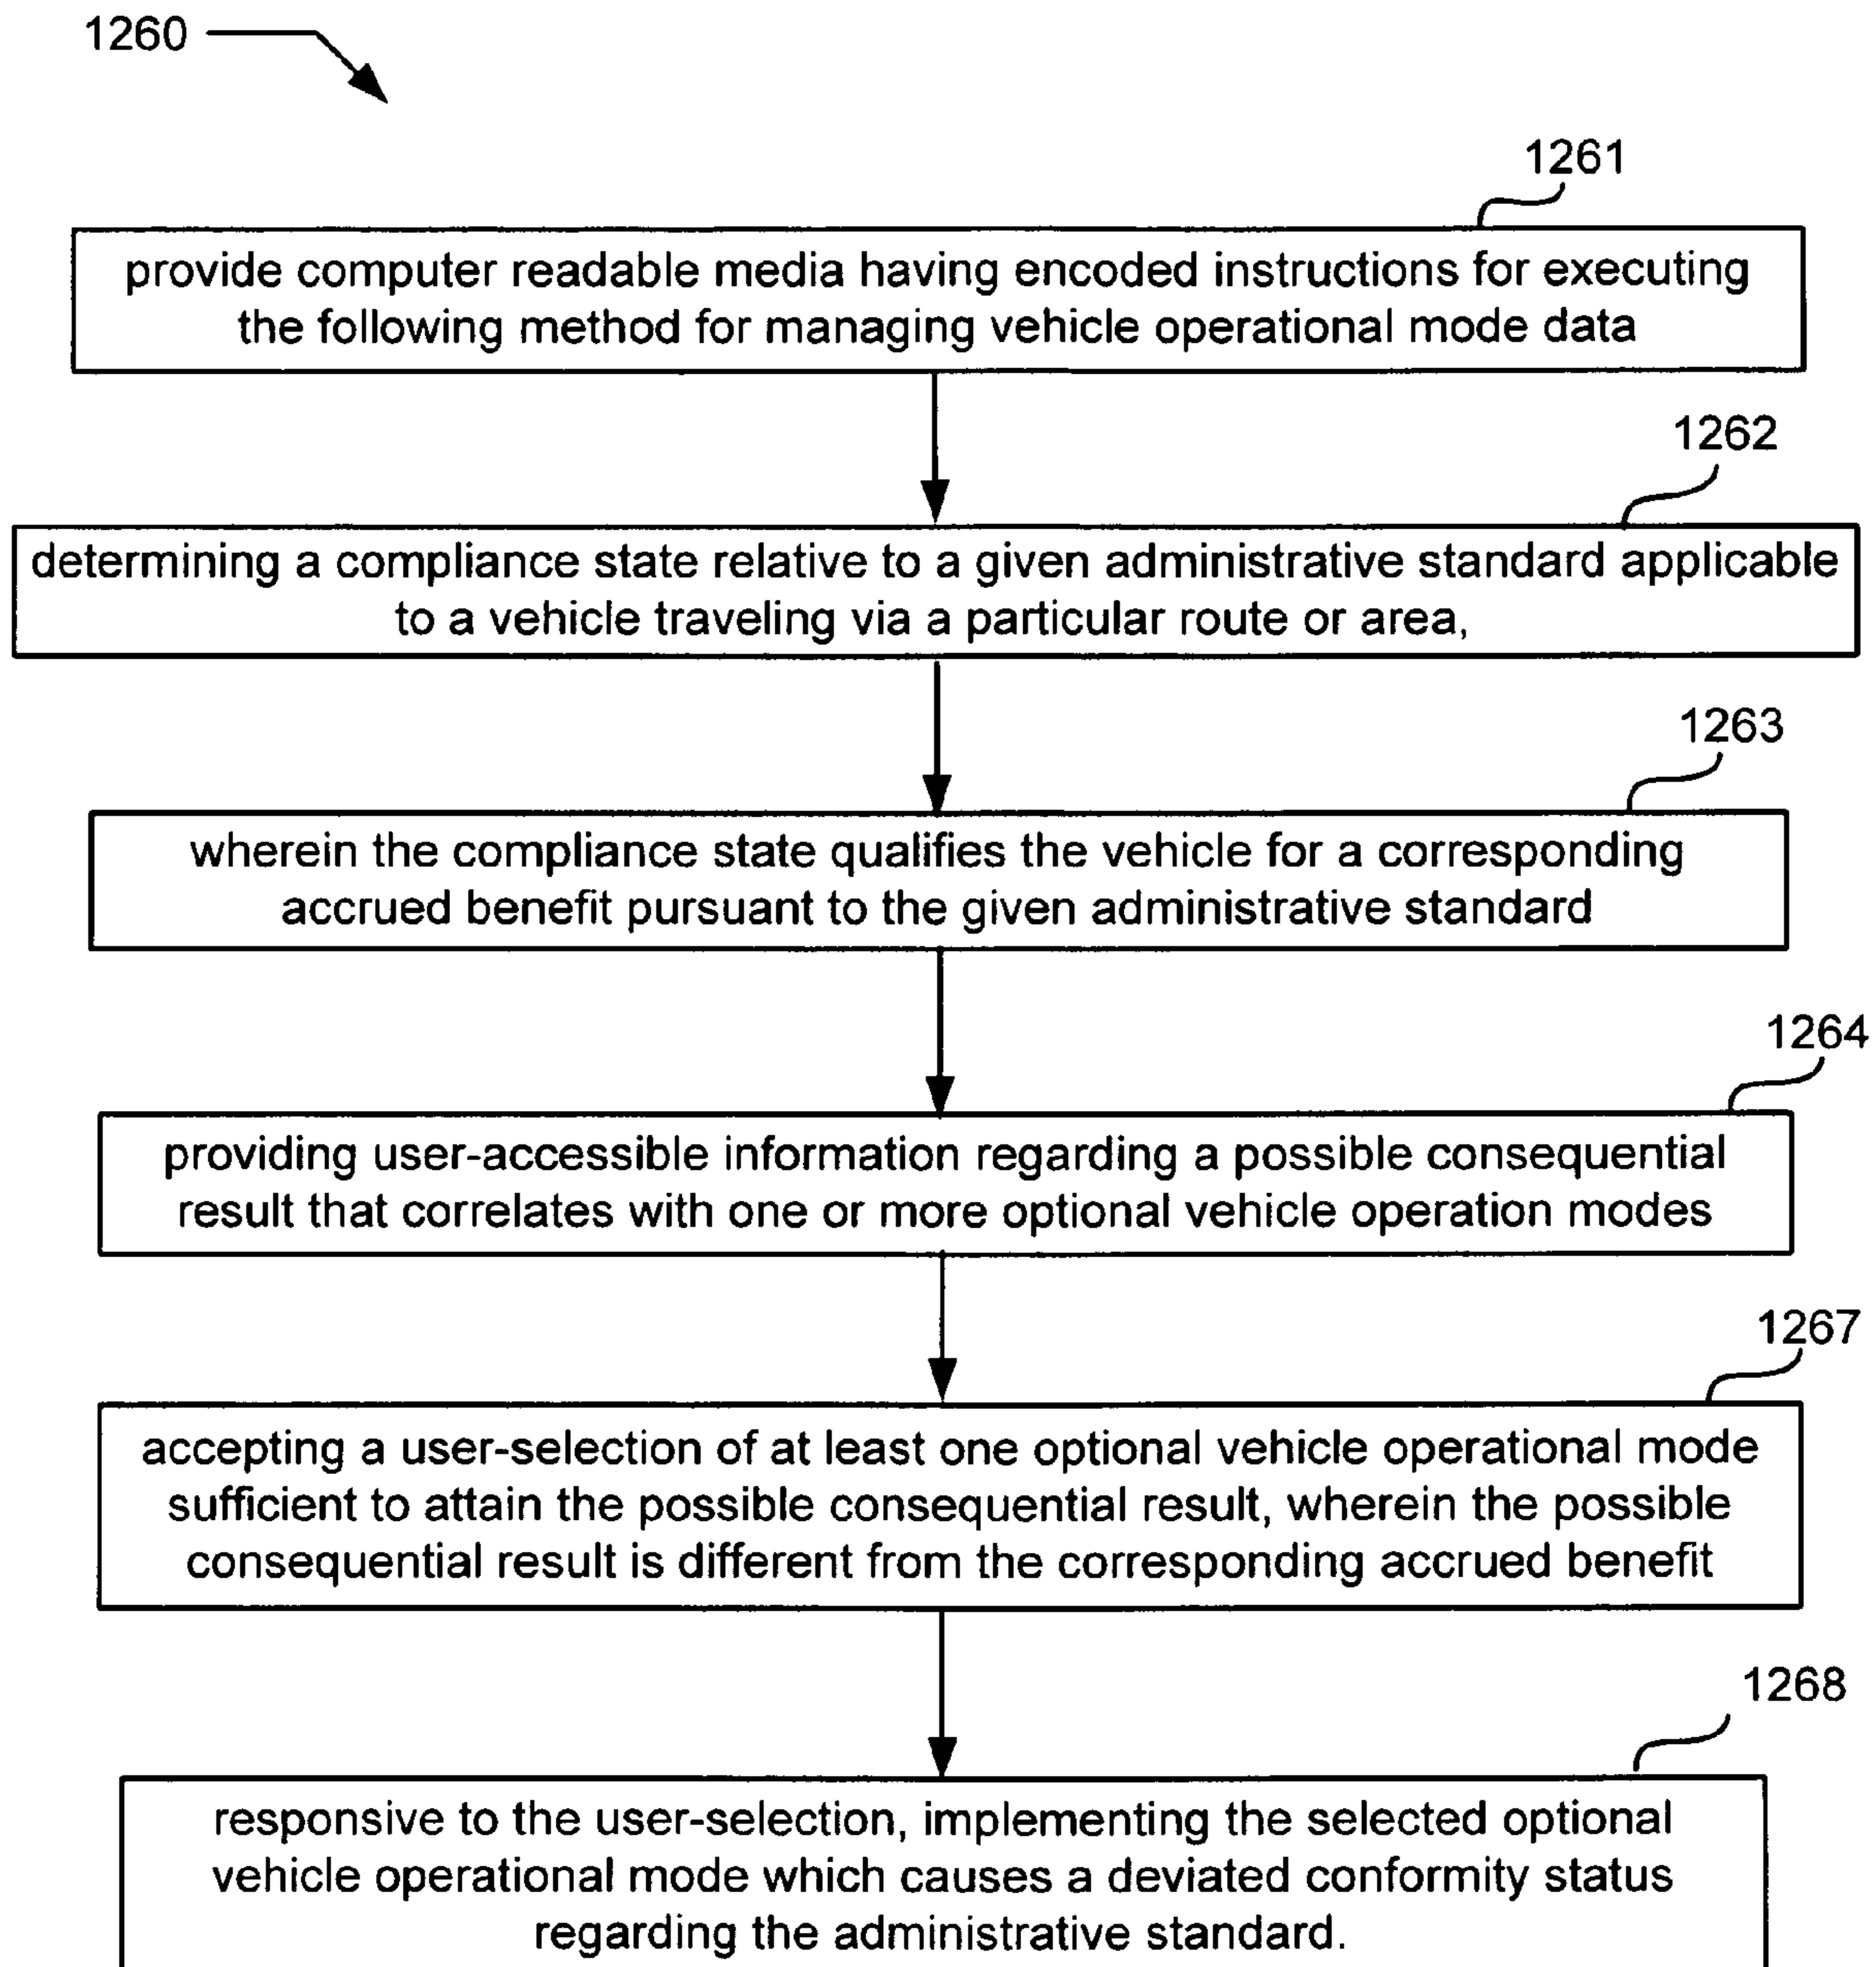 1260
1261
provide computer readable media having encoded instructions for executing
the following method for managing vehicle operational mode data
1262
determining a compliance state relative to a given administrative standard applicable
to a vehicle traveling via a particular route or area,
1263
wherein the compliance state qualifies the vehicle for a corresponding
accrued benefit pursuant to the given administrative standard
1264
providing user-accessible information regarding a possible consequential
result that correlates with one or more optional vehicle operation modes
1267
accepting a user-selection of at least one optional vehicle operational mode
sufficient to attain the possible consequential result, wherein the possible
consequential result is different from the corresponding accrued benefit
1268
responsive to the user-selection, implementing the selected optional
vehicle operational mode which causes a deviated conformity status
regarding the administrative standard.